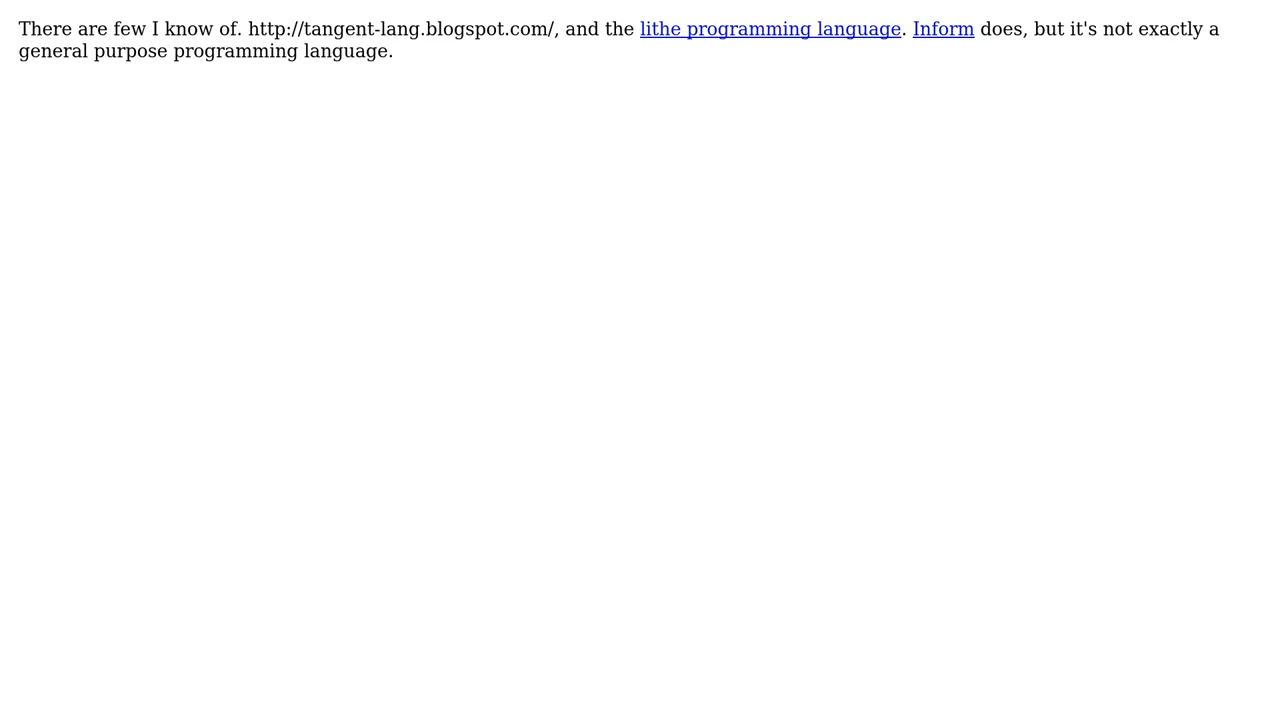 There are few I know of. http://tangent-lang.blogspot.com/, and the lithe programming language. Inform does, but it's not exactly a
general purpose programming language.